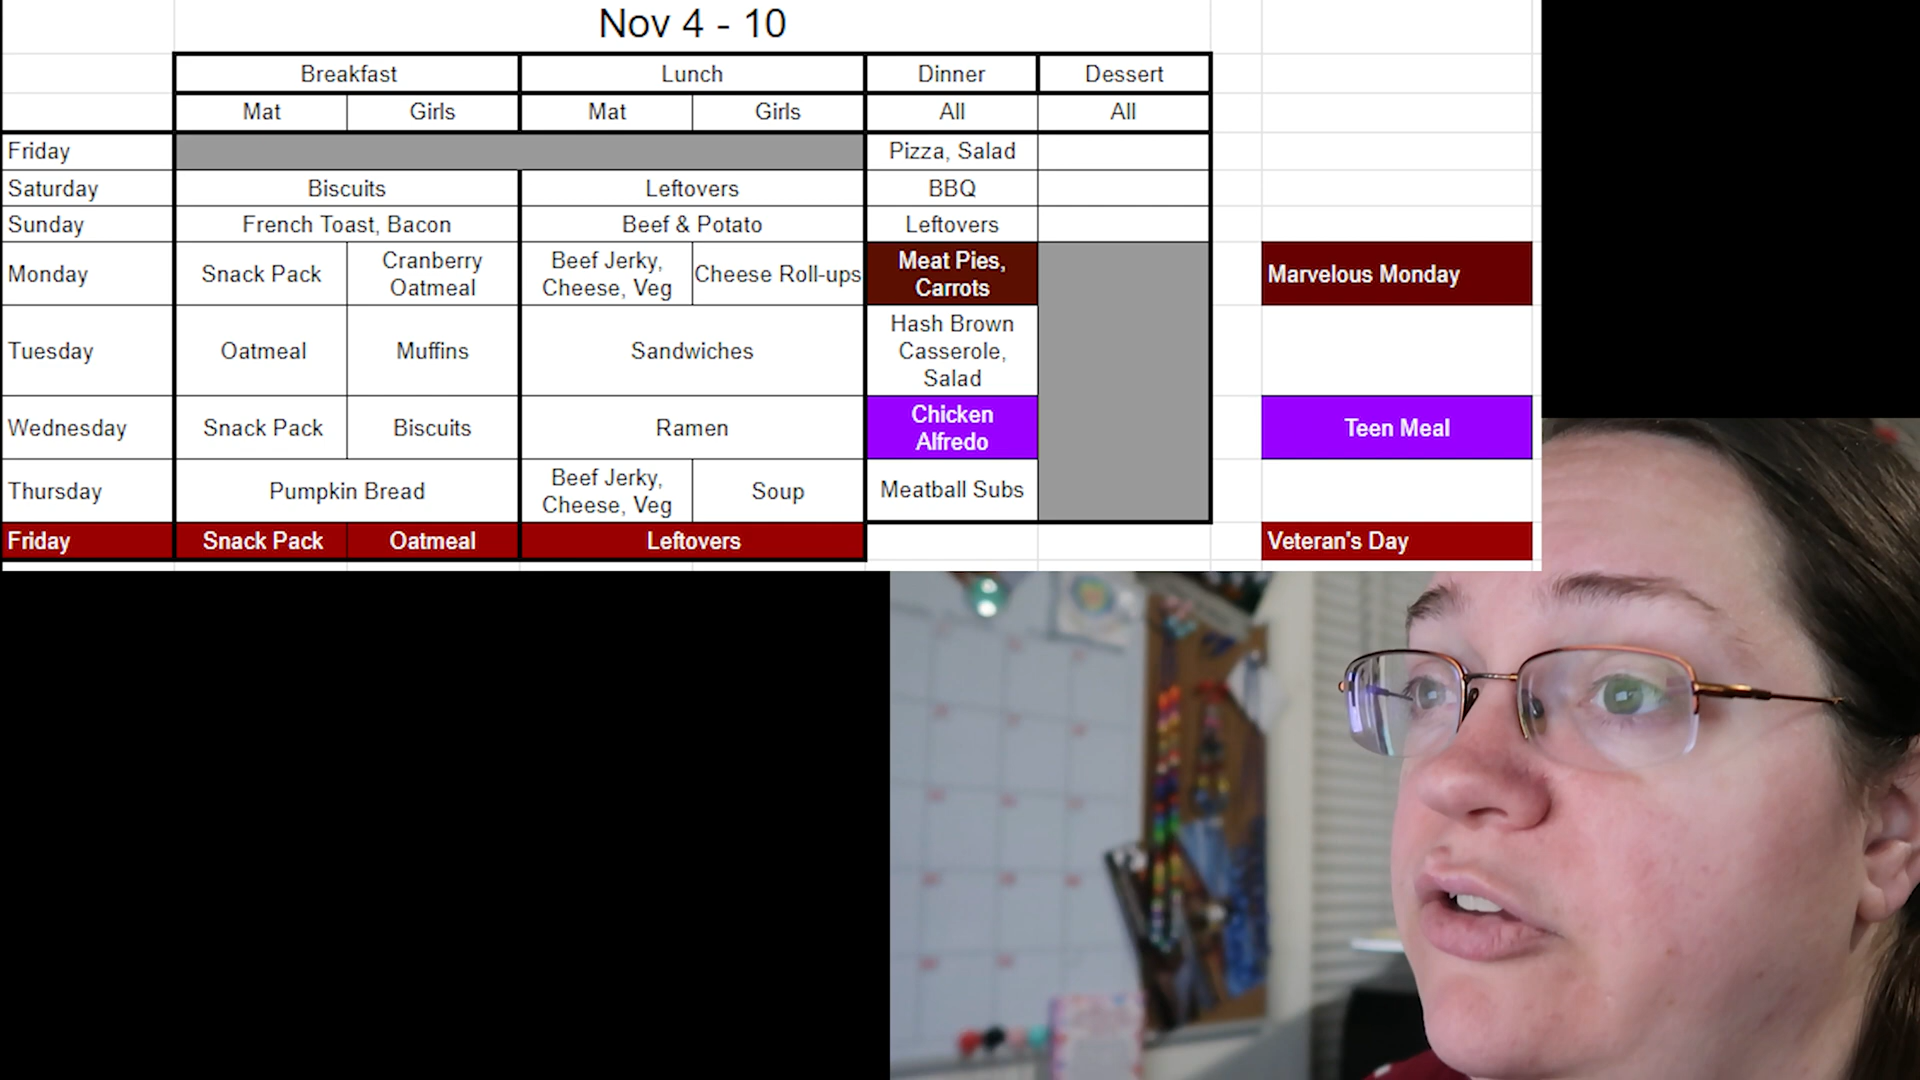 Nov 4 - 10
Breakfast Lunch Dinner Dessert
Mat Girls Mat Girls All All
Friday Pizza, Salad
Saturday Biscuits Leftovers BBQ
Sunday French Toast, Bacon Beef & Potato Leftovers
Monday Snack Pack Cranberry Oatmeal Beef Jerky, Cheese, Veg Cheese Roll-ups Meat Pies, Carrots Marvelous Monday
Tuesday Oatmeal Muffins Sandwiches Hash Brown Casserole, Salad
Wednesday Snack Pack Biscuits Ramen Chicken Alfredo Teen Meal
Thursday Pumpkin Bread Beef Jerky, Cheese, Veg Soup Meatball Subs
Friday Snack Pack Oatmeal Leftovers Veteran's Day